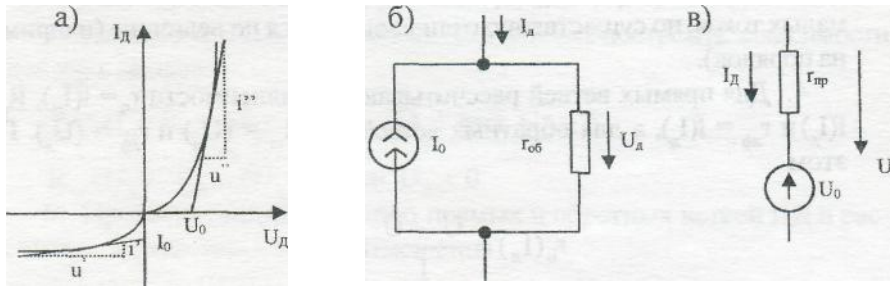 а)
I_Д
i''
u''
U_0
I_0
U_Д
i'
u'
б)
I_д
I_0
r_об
U_д
в)
I_Д
r_пр
U_0
U